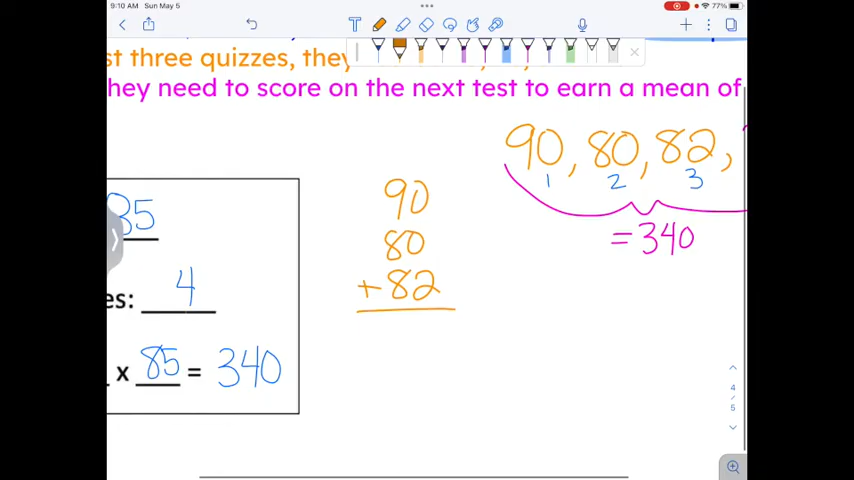 9:10 AM Sun May 5
77%
st three quizzes, they
hey need to score on the next test to earn a mean of
90, 80, 82,
1 2 3
= 340
90
80
+ 82
85
es: 4
x 85 = 340
4
/
5